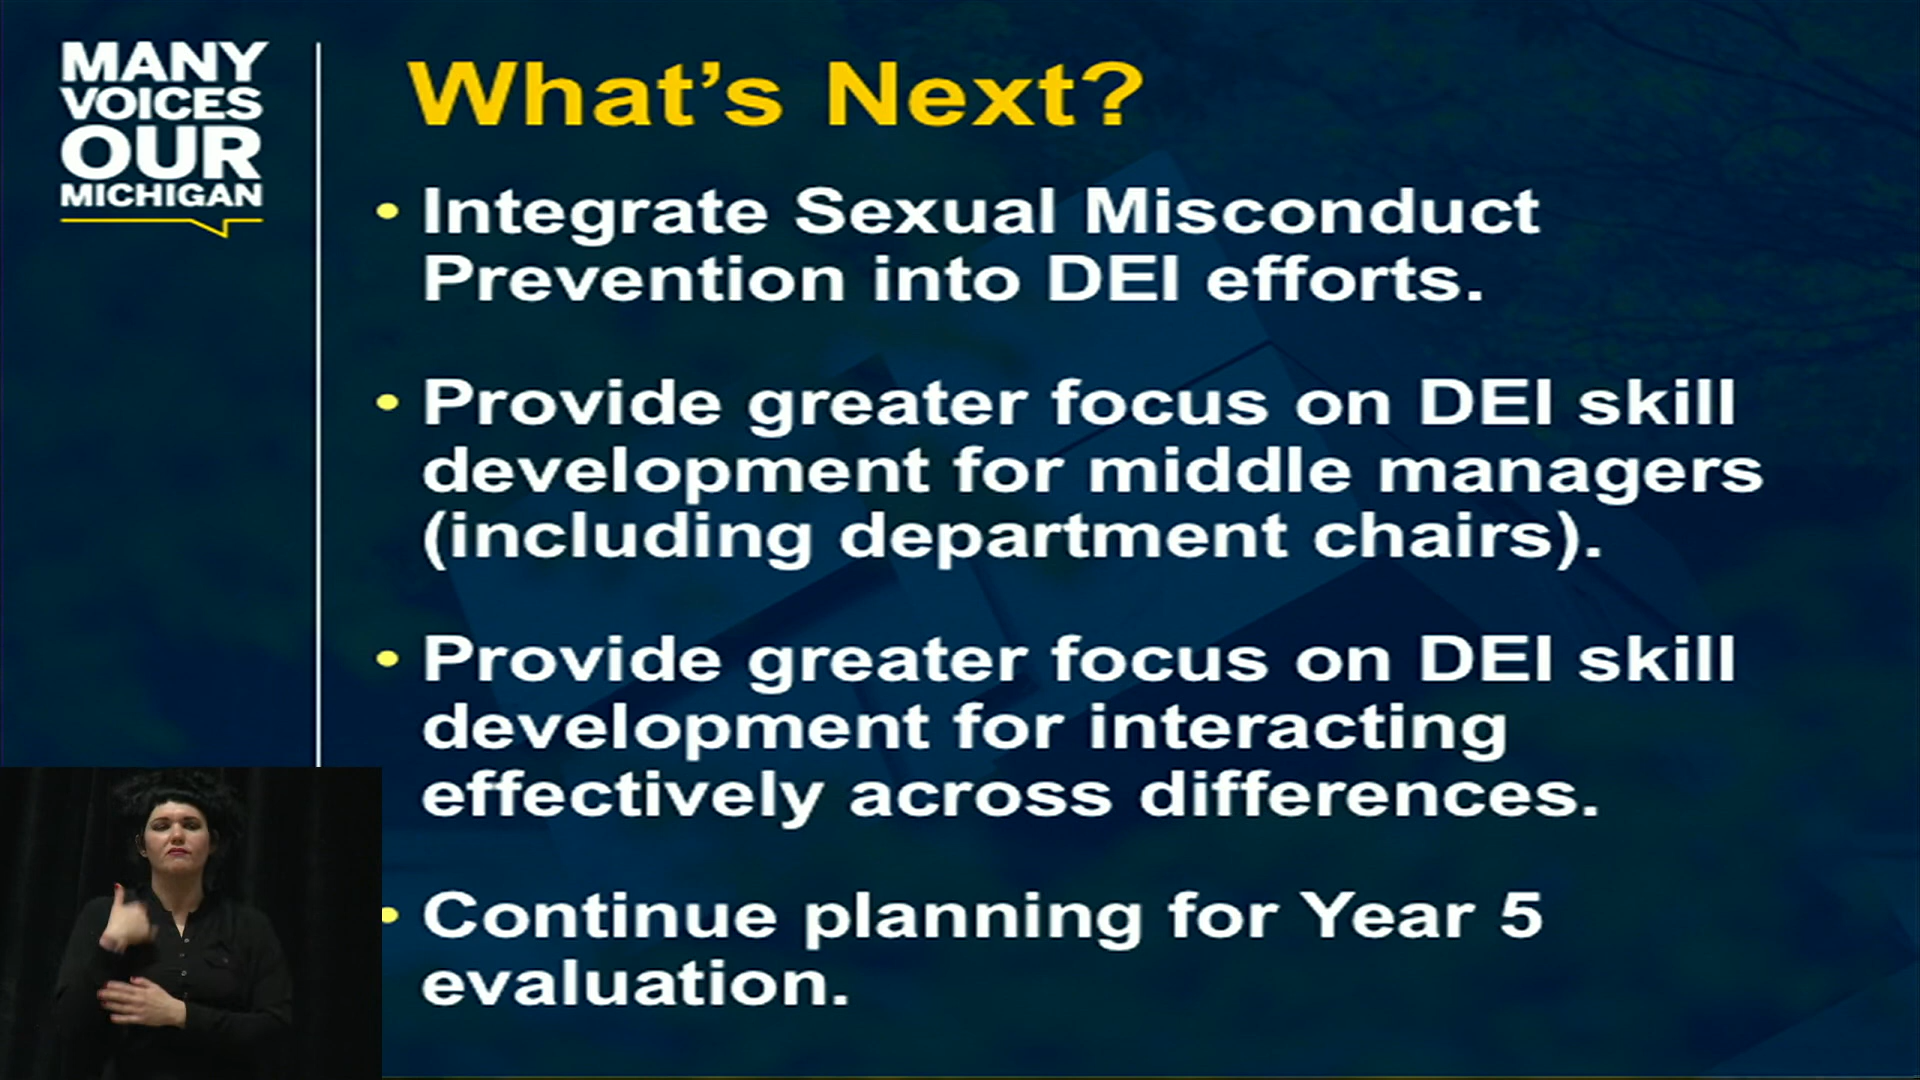 MANY
VOICES
OUR
MICHIGAN
What's Next?
• Integrate Sexual Misconduct
Prevention into DEI efforts.
• Provide greater focus on DEI skill
development for middle managers
(including department chairs).
• Provide greater focus on DEI skill
development for interacting
effectively across differences.
• Continue planning for Year 5
evaluation.